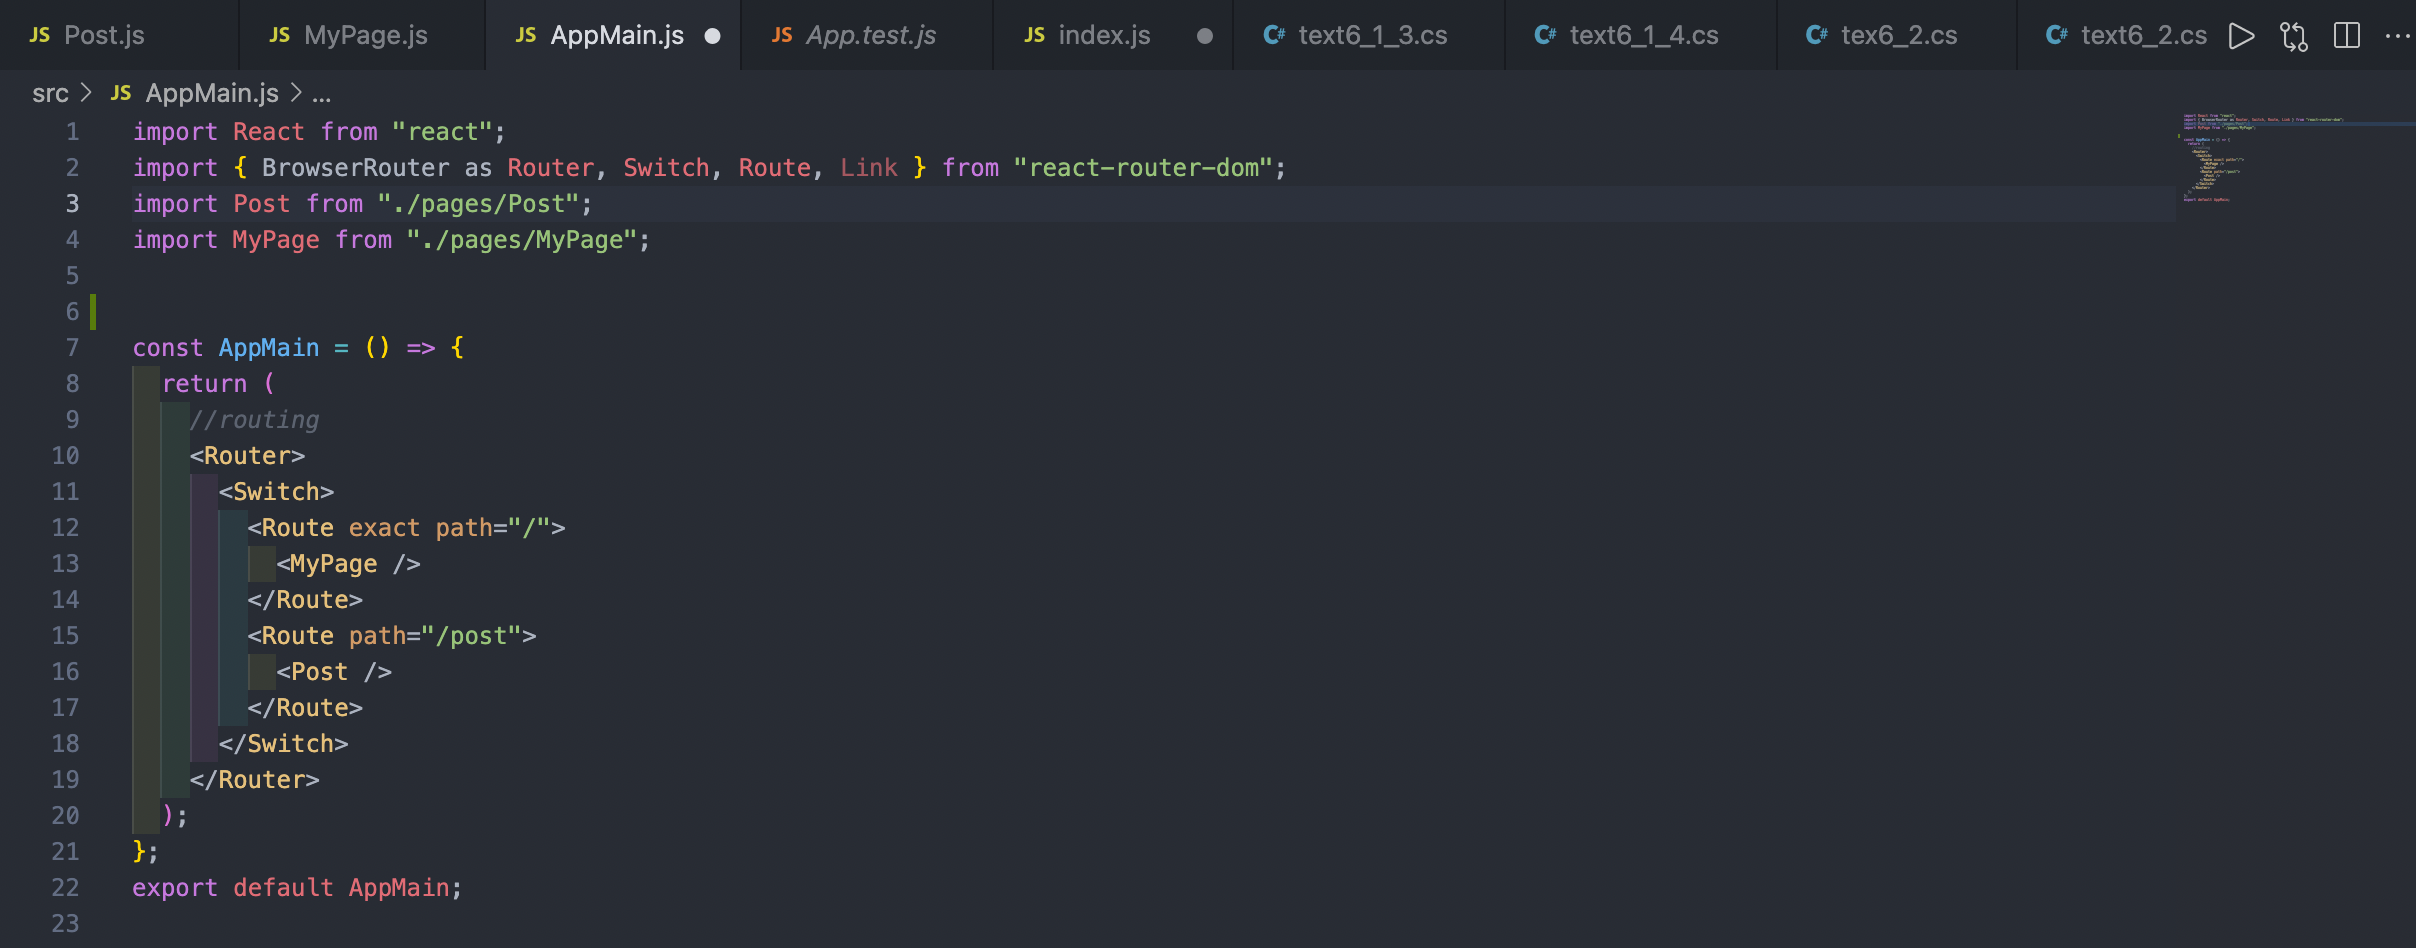 JS Post.js JS MyPage.js JS AppMain.js JS App.test.js JS index.js C# text6_1_3.cs C# text6_1_4.cs C# tex6_2.cs C# text6_2.cs
src > JS AppMain.js > ...
1 import React from "react";
2 import { BrowserRouter as Router, Switch, Route, Link } from "react-router-dom";
3 import Post from "./pages/Post";
4 import MyPage from "./pages/MyPage";
5
6
7 const AppMain = () => {
8 return (
9 //routing
10 <Router>
11 <Switch>
12 <Route exact path="/">
13 <MyPage />
14 </Route>
15 <Route path="/post">
16 <Post />
17 </Route>
18 </Switch>
19 </Router>
20 );
21 };
22 export default AppMain;
23